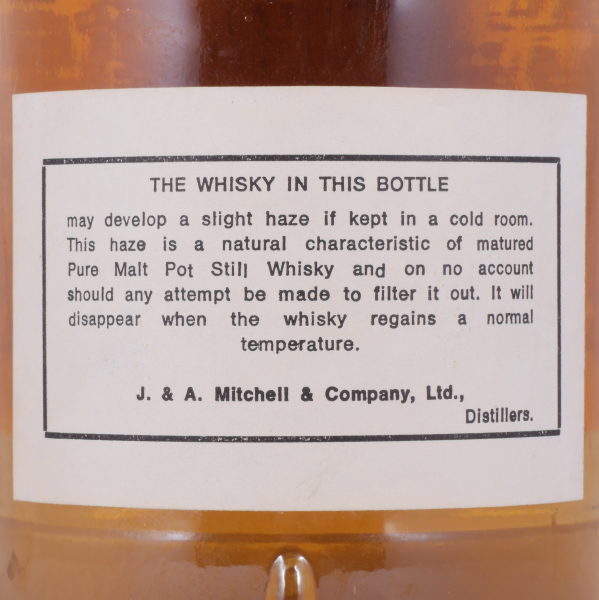 THE WHISKY IN THIS BOTTLE
may develop a slight haze if kept in a cold room.
This haze is a natural characteristic of matured
Pure Malt Pot Still Whisky and on no account
should any attempt be made to filter it out. It will
disappear when the whisky regains a normal
temperature.
J. & A. Mitchell & Company, Ltd.,
Distillers.